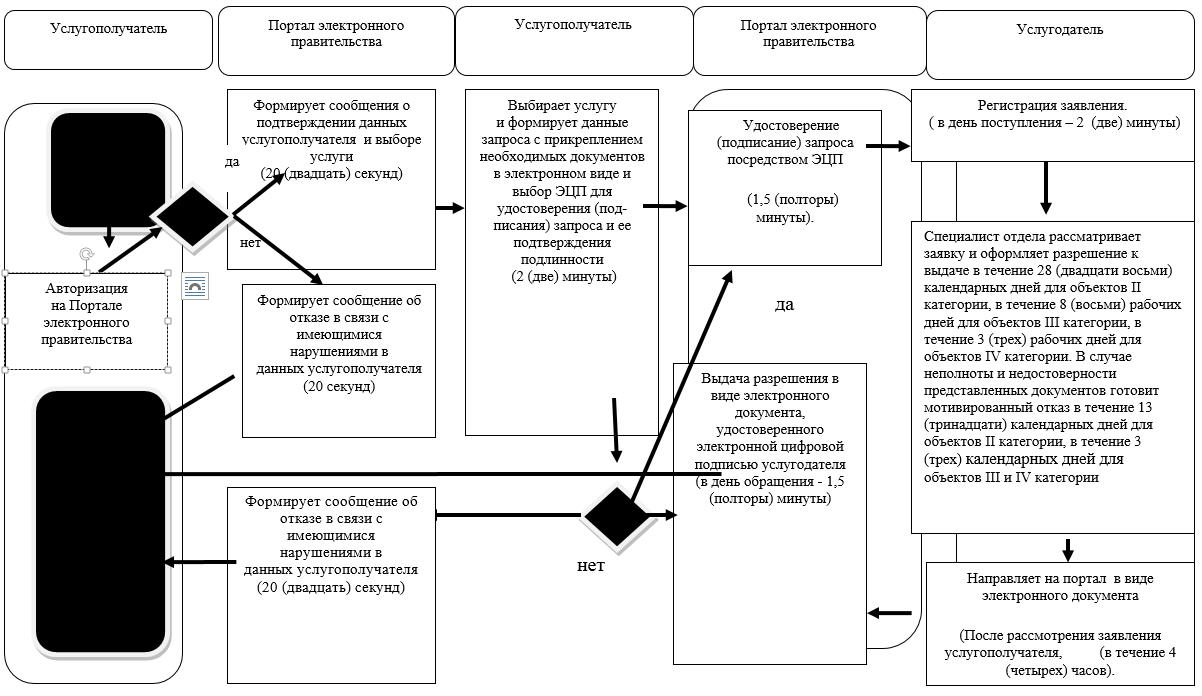 Услугополучатель
Портал электронного
правительства
Услугополучатель
Портал электронного
правительства
Услугодатель
Формирует сообщения о
подтверждении данных
услугополучателя и выборе
услуги
(20 (двадцать) секунд)
да
нет
Авторизация
на Портале
электронного
правительства
Формирует сообщение об
отказе в связи с
имеющимися
нарушениями в
данных услугополучателя
(20 секунд)
Формирует сообщение об
отказе в связи с
имеющимися
нарушениями в
данных услугополучателя
(20 (двадцать) секунд)
Выбирает услугу
и формирует данные
запроса с прикреплением
необходимых документов
в электронном виде и
выбор ЭЦП для
удостоверения (под-
писания) запроса и ее
подтверждения
подлинности
(2 (две) минуты)
нет
Удостоверение
(подписание) запроса
посредством ЭЦП
(1,5 (полторы)
минуты).
да
Выдача разрешения в
виде электронного
документа,
удостоверенного
электронной цифровой
подписью услугодателя
(в день обращения - 1,5
(полторы) минуты)
Регистрация заявления.
( в день поступления – 2 (две) минуты)
Специалист отдела рассматривает
заявку и оформляет разрешение к
выдаче в течение 28 (двадцати восьми)
календарных дней для объектов II
категории, в течение 8 (восьми) рабочих
дней для объектов III категории, в
течение 3 (трех) рабочих дней для
объектов IV категории. В случае
неполноты и недостоверности
представленных документов готовит
мотивированный отказ в течение 13
(тринадцати) календарных дней для
объектов II категории, в течение 3
(трех) календарных дней для
объектов III и IV категории
Направляет на портал в виде
электронного документа
(После рассмотрения заявления
услугополучателя, (в течение 4
(четырех) часов).